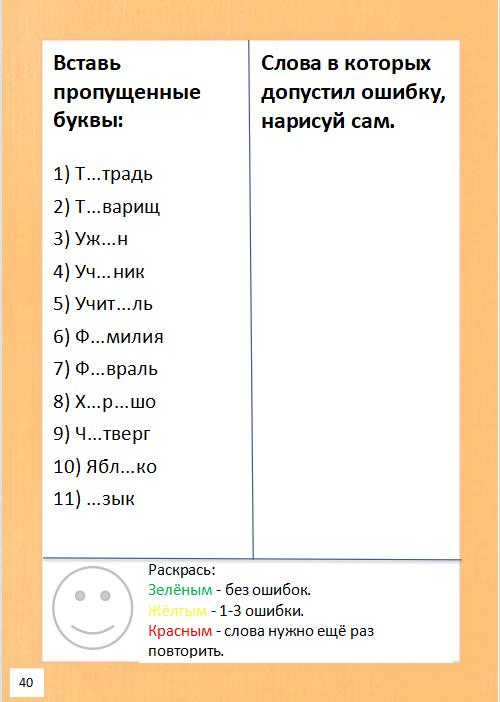 Вставь
пропущенные
буквы:
1) Т...традь
2) Т...варищ
3) Уж...н
4) Уч...ник
5) Учит...ль
6) Ф...милия
7) Ф...враль
8) Х...р...шо
9) Ч...тверг
10) Ябл...ко
11) ...зык
Слова в которых
допустил ошибку,
нарисуй сам.
Раскрась:
Зелёным - без ошибок.
Жёлтым - 1-3 ошибки.
Красным - слова нужно ещё раз
повторить.
40